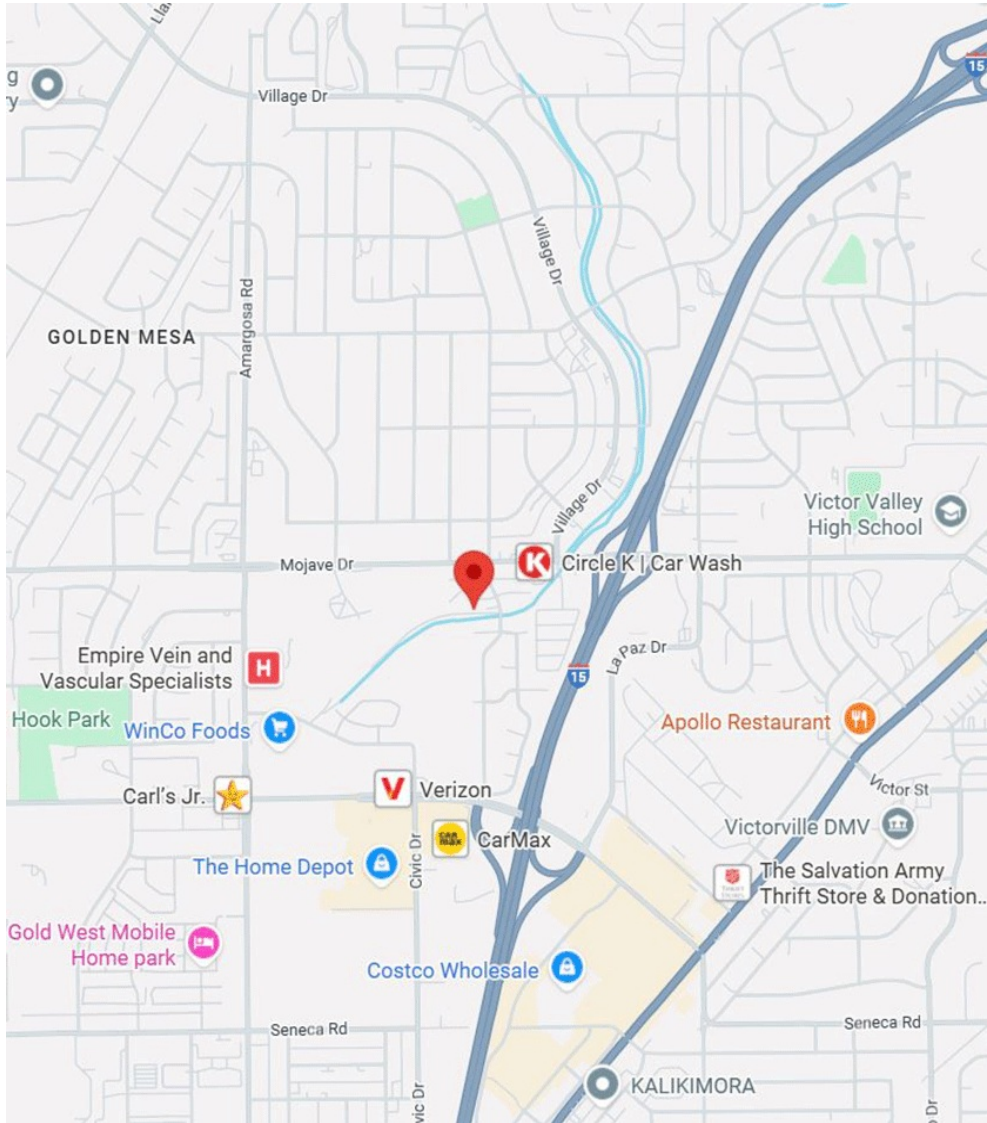 15
Village Dr
Village Dr
GOLDEN MESA
Amargosa Rd
Village Dr
Victor Valley
High School
Mojave Dr
K
Circle K | Car Wash
La Paz Dr
Empire Vein and
Vascular Specialists
H
15
Hook Park
WinCo Foods
Apollo Restaurant
Carl's Jr.
V
Verizon
Victor St
CarMax
Victorville DMV
The Home Depot
Civic Dr
The Salvation Army
Thrift Store & Donation...
Gold West Mobile
Home park
Costco Wholesale
Seneca Rd
Seneca Rd
KALIKIMORA